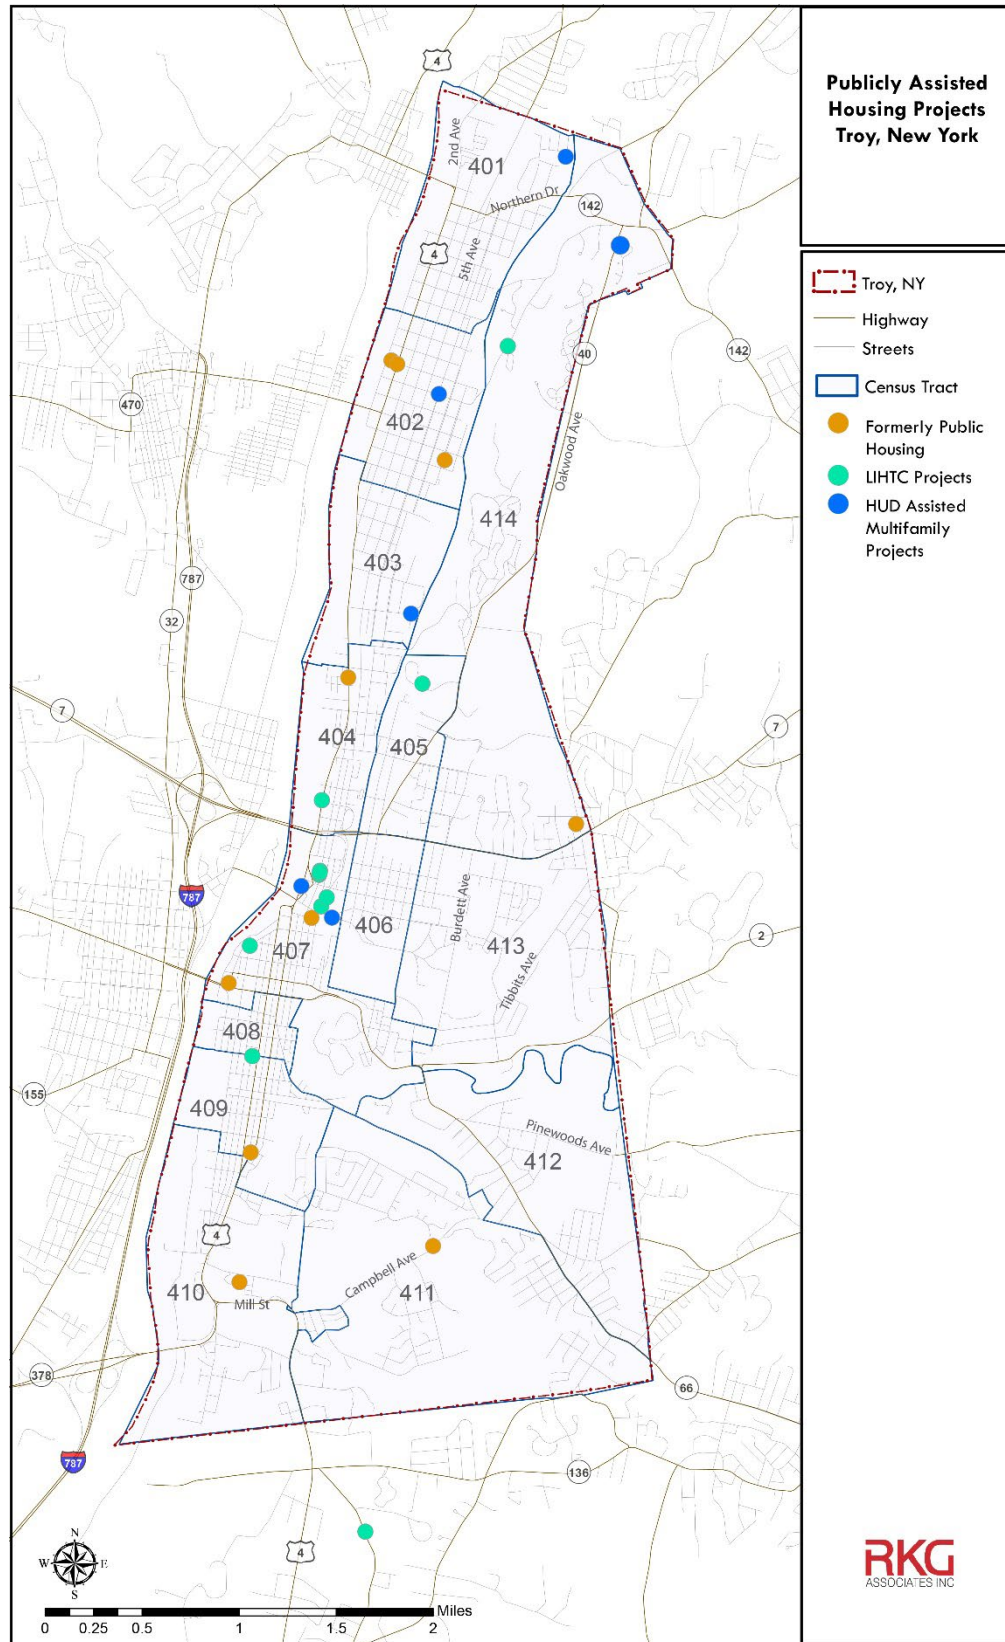 Publicly Assisted
Housing Projects
Troy, New York
Troy, NY
Highway
Streets
Census Tract
Formerly Public
Housing
LIHTC Projects
HUD Assisted
Multifamily
Projects
4
2nd Ave
401
Northern Dr
142
4
5th Ave
40
142
470
402
Oakwood Ave
414
403
787
32
7
7
404
405
787
406
Burdett Ave
413
2
407
Tibbits Ave
408
155
409
Pinewoods Ave
412
4
Campbell Ave
410
411
Mill St
378
66
787
136
4
N
W
E
S
Miles
0 0.25 0.5 1 1.5 2
RKG
ASSOCIATES INC